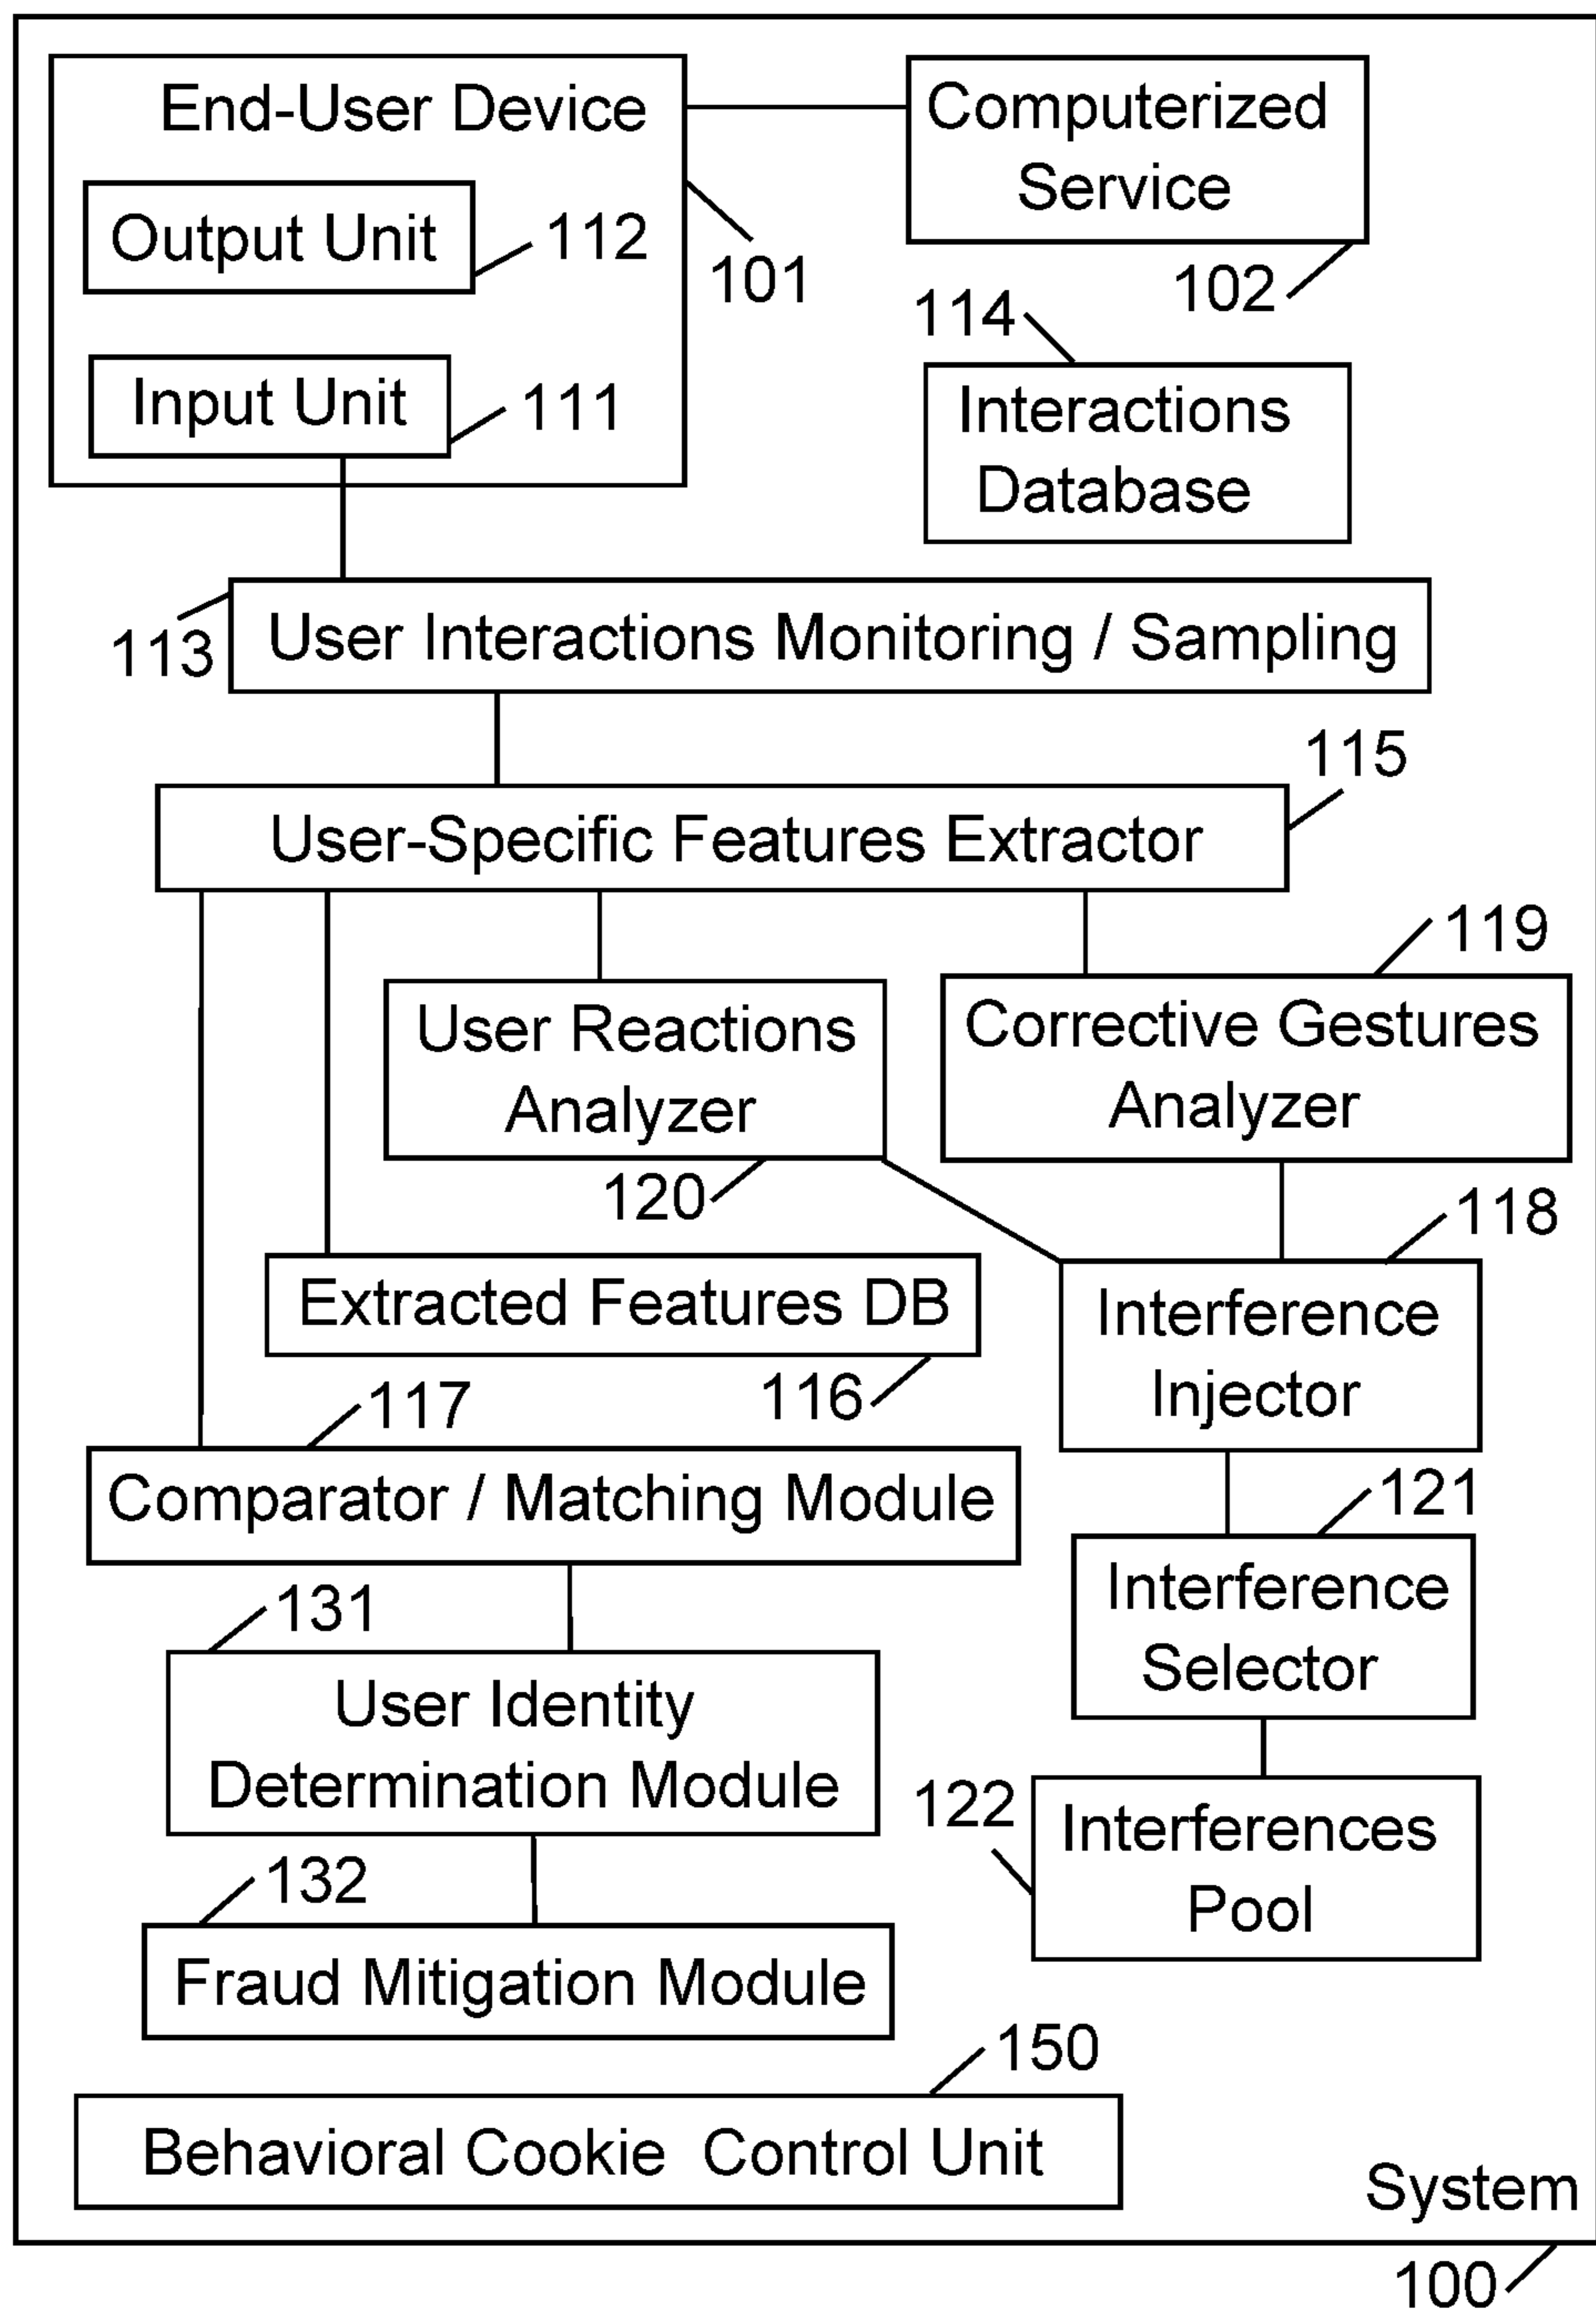 End-User Device
Computerized
Service
Output Unit
112
101
102
114
Input Unit
111
Interactions
Database
113
User Interactions Monitoring / Sampling
115
User-Specific Features Extractor
119
User Reactions
Analyzer
Corrective Gestures
Analyzer
120
118
Extracted Features DB
116
Interference
Injector
117
Comparator / Matching Module
121
131
Interference
Selector
User Identity
Determination Module
122
Interferences
Pool
132
Fraud Mitigation Module
150
Behavioral Cookie Control Unit
System
100